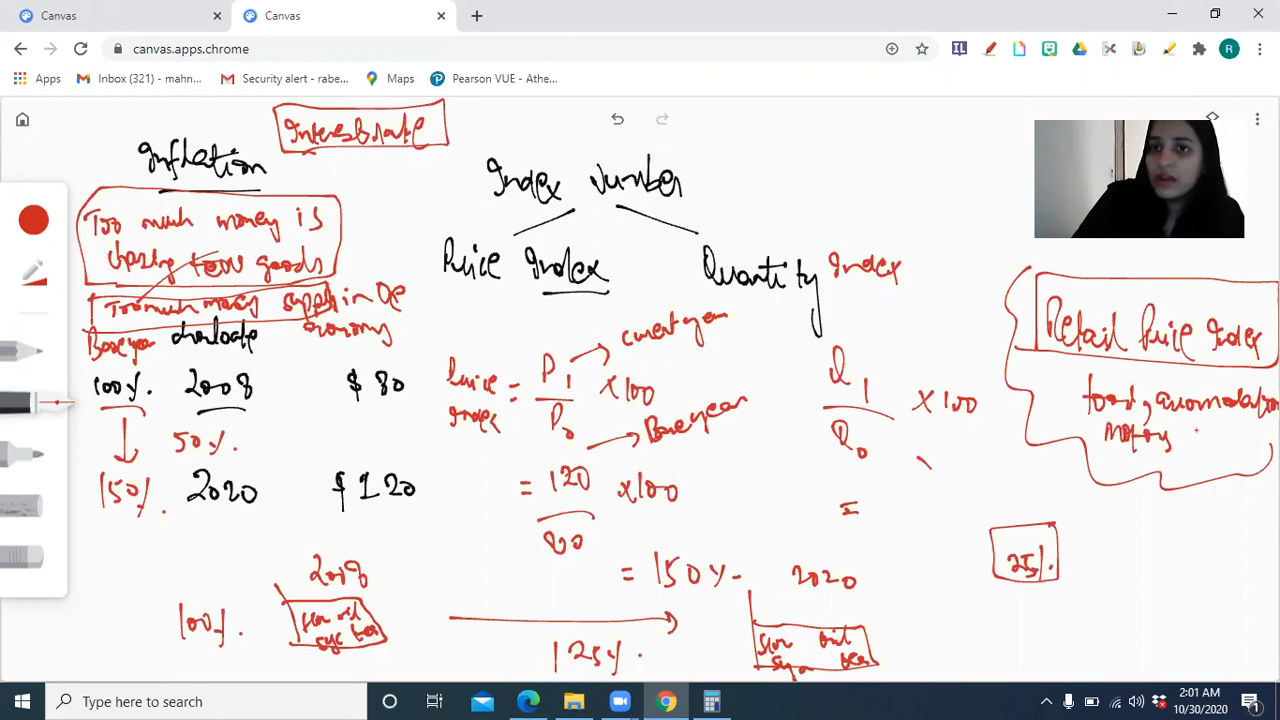 Canvas
Canvas
canvas.apps.chrome
Apps
Inbox (321) - mahn...
Security alert - rabe...
Maps
Pearson VUE - Athe...
R
Interest rate
Inflation
Too much money is
chasing few goods
Too much money supply in the
economy
Base year
100%. 2008 $ 80
50%.
150%. 2020 $ 120
Index Number
Price Index
Quantity Index
current year
Price Index = P1 / P0 × 100
Base year
= 120 / 80 × 100
= 150%
Q1 / Q0 × 100
=
Retail Price Index
food, accomodation
25%.
2008
100%.
125%.
2020
Type here to search
2:01 AM
10/30/2020
1